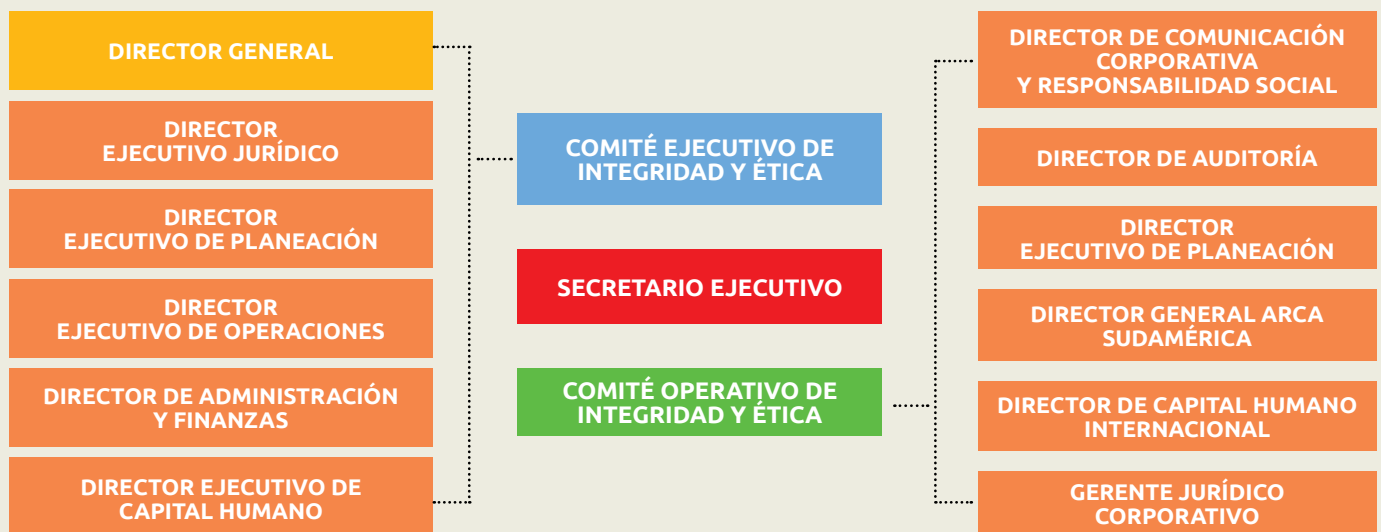 DIRECTOR GENERAL
DIRECTOR
EJECUTIVO JURÍDICO
DIRECTOR
EJECUTIVO DE PLANEACIÓN
DIRECTOR
EJECUTIVO DE OPERACIONES
DIRECTOR DE ADMINISTRACIÓN
Y FINANZAS
DIRECTOR EJECUTIVO DE
CAPITAL HUMANO
COMITÉ EJECUTIVO DE
INTEGRIDAD Y ÉTICA
SECRETARIO EJECUTIVO
COMITÉ OPERATIVO DE
INTEGRIDAD Y ÉTICA
DIRECTOR DE COMUNICACIÓN
CORPORATIVA
Y RESPONSABILIDAD SOCIAL
DIRECTOR DE AUDITORÍA
DIRECTOR
EJECUTIVO DE PLANEACIÓN
DIRECTOR GENERAL ARCA
SUDAMÉRICA
DIRECTOR DE CAPITAL HUMANO
INTERNACIONAL
GERENTE JURÍDICO
CORPORATIVO